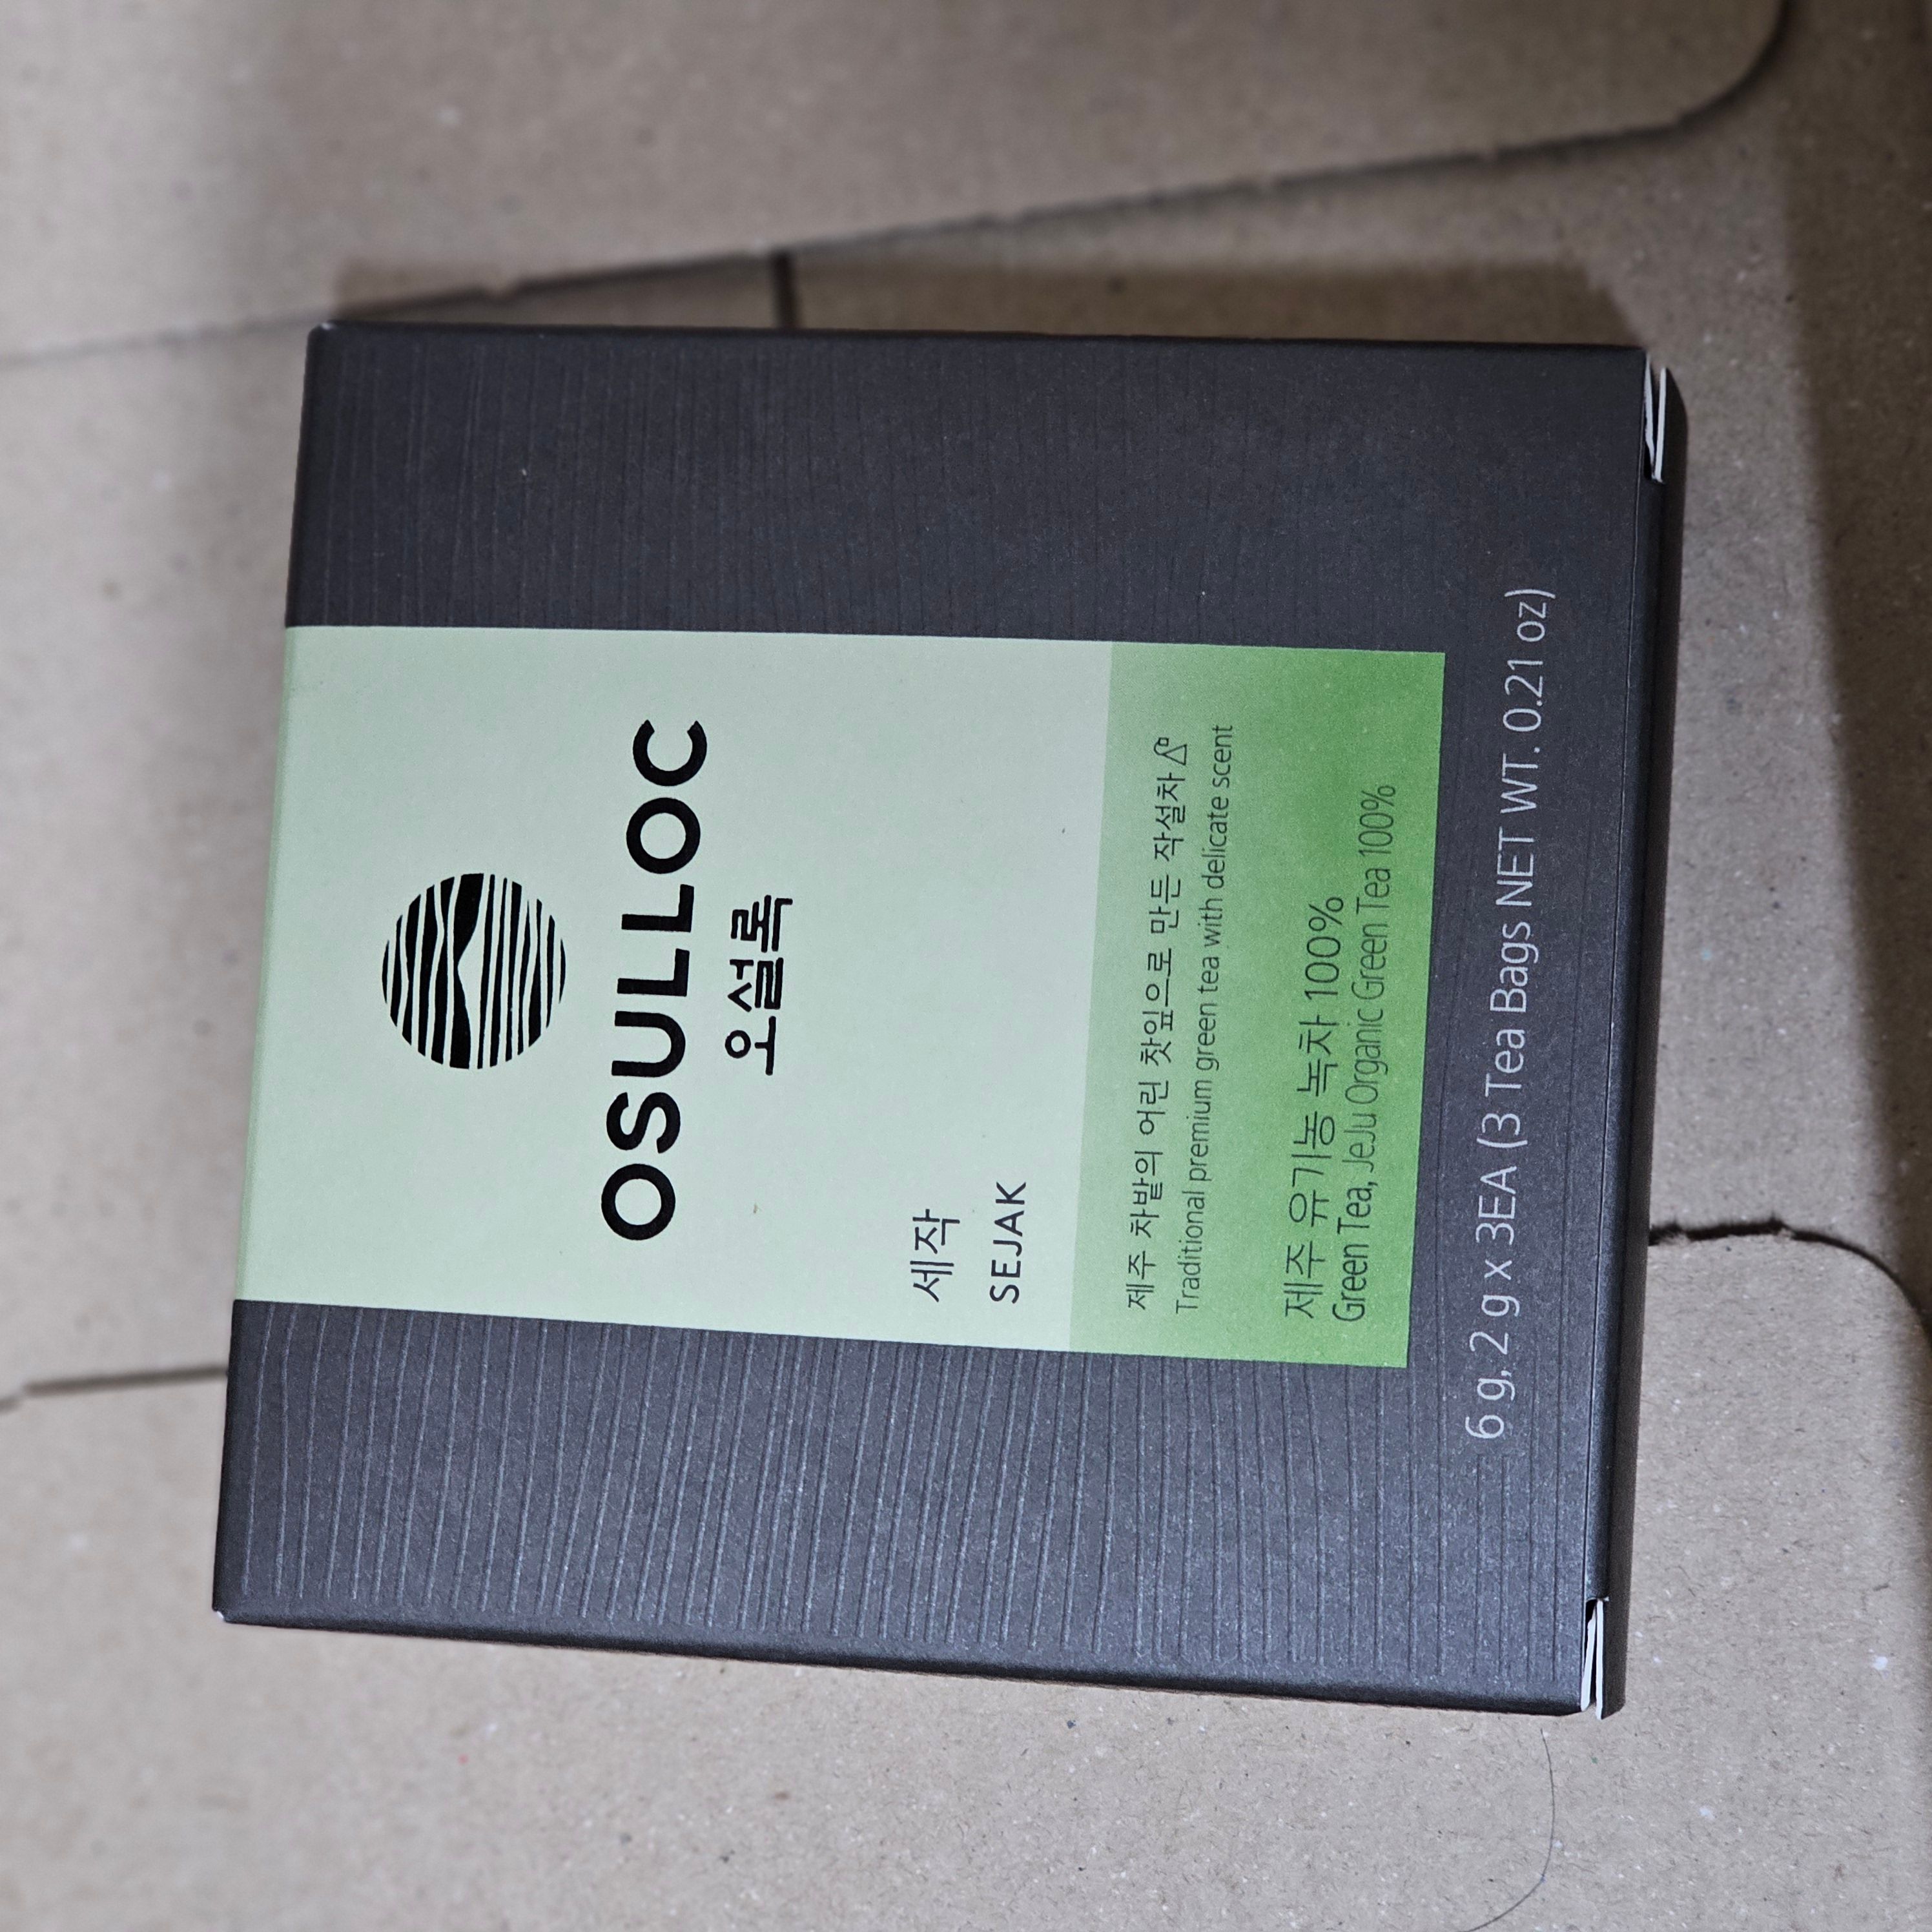 OSULLOC
오설록
세작
SEJAK
제주 차밭의 어린 찻잎으로 만든 작설차
Traditional premium green tea with delicate scent
제주 유기농 녹차 100%
Green Tea, JeJu Organic Green Tea 100%
6 g, 2 g x 3EA (3 Tea Bags NET WT. 0.21 oz)